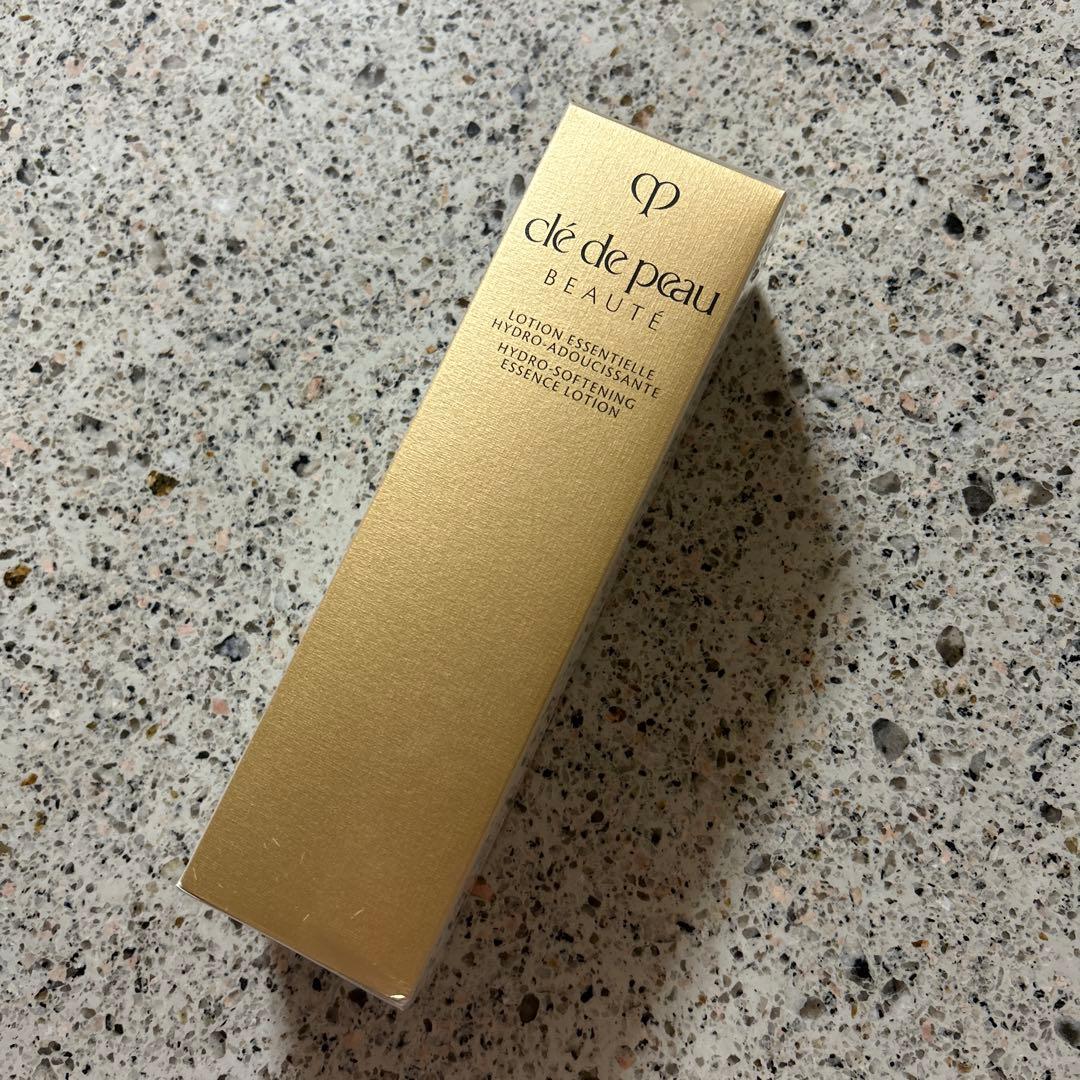 clé de peau
BEAUTÉ
LOTION ESSENTIELLE
HYDRO-ADOUCISSANTE
HYDRO-SOFTENING
ESSENCE LOTION